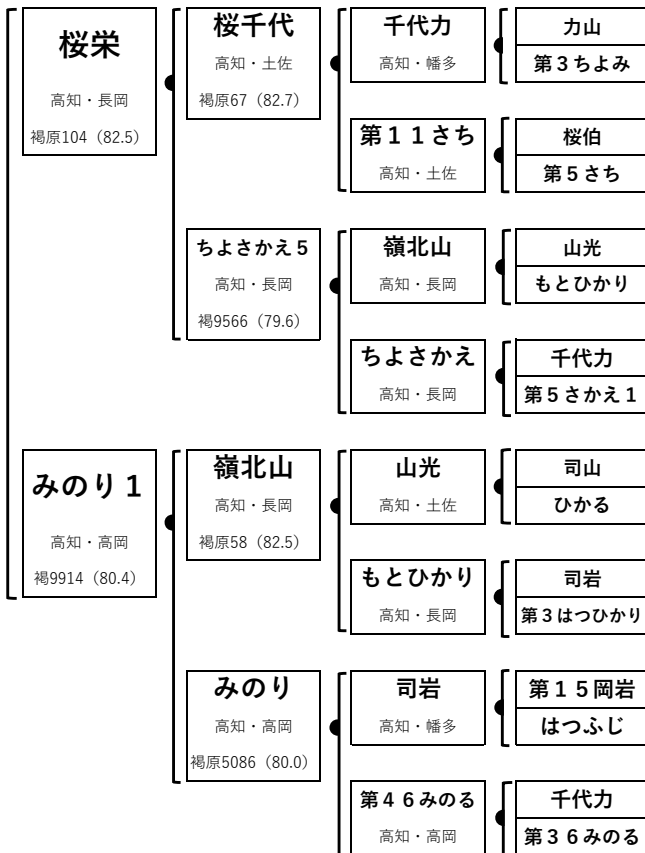 桜栄
高知・長岡
褐原104（82.5）
桜千代
高知・土佐
褐原67（82.7）
千代力
高知・幡多
力山
第３ちよみ
第１１さち
高知・土佐
桜伯
第５さち
ちよさかえ５
高知・長岡
褐9566（79.6）
嶺北山
高知・長岡
山光
もとひかり
ちよさかえ
高知・長岡
千代力
第５さかえ１
みのり１
高知・高岡
褐9914（80.4）
嶺北山
高知・長岡
褐原58（82.5）
山光
高知・土佐
司山
ひかる
もとひかり
高知・長岡
司岩
第３はつひかり
みのり
高知・高岡
褐原5086（80.0）
司岩
高知・幡多
第１５岡岩
はつふじ
第４６みのる
高知・高岡
千代力
第３６みのる